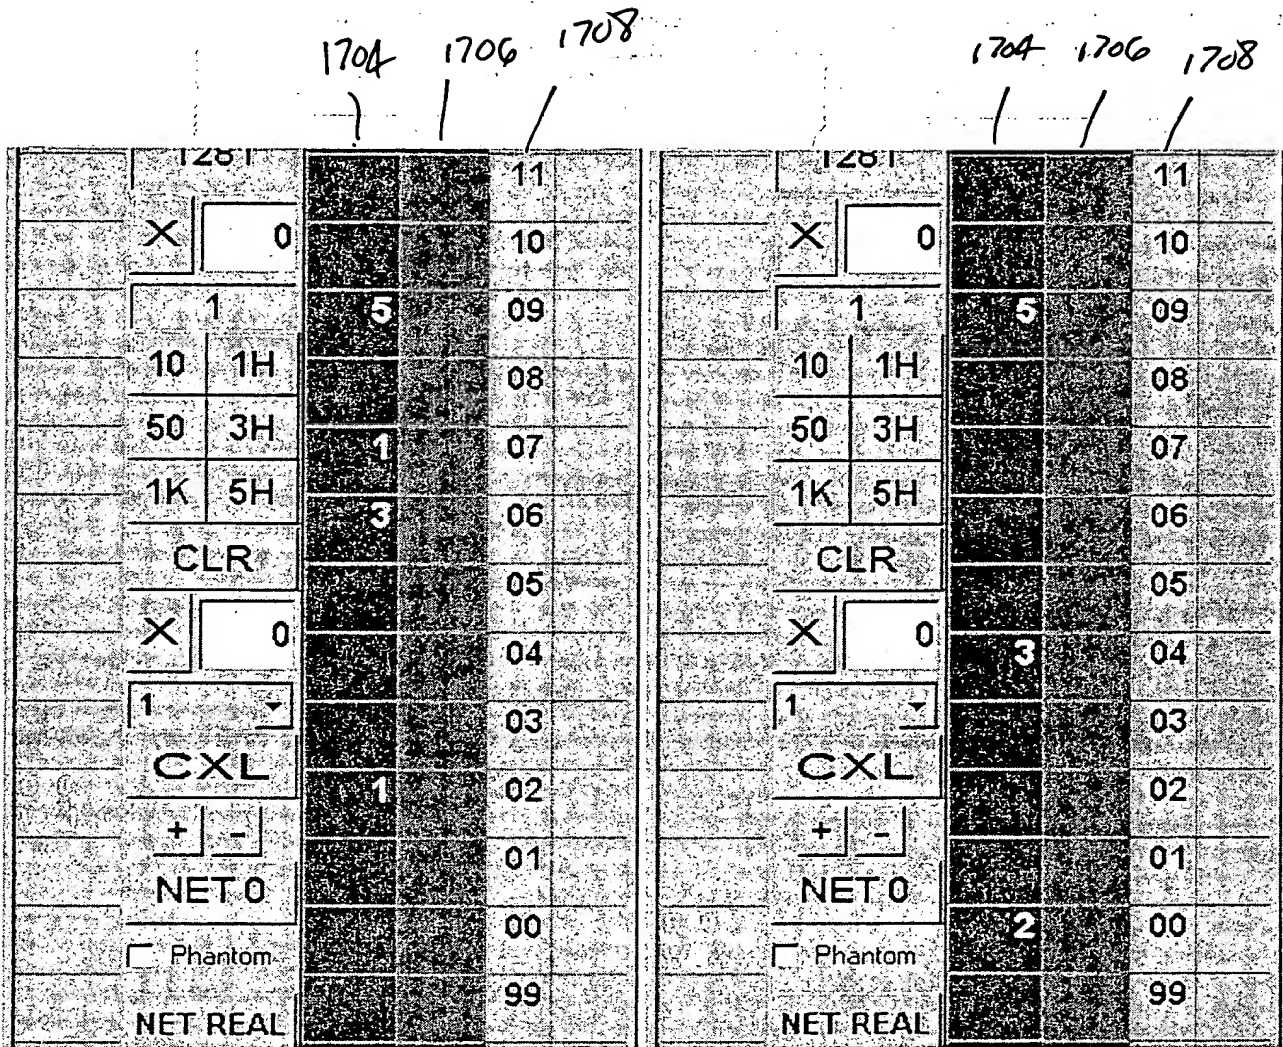 1704 1706 1708 1704 1706 1708
1281 11 1281 11
X 0 10 X 0 10
1 5 09 1 5 09
10 1H 08 10 1H 08
50 3H 1 07 50 3H 07
1K 5H 3 06 1K 5H 06
CLR 05 CLR 05
X 0 04 X 0 3 04
1 03 1 03
CXL 1 02 CXL 02
+ - 01 + - 01
NET 0 00 NET 0 2 00
Phantom Phantom
NET REAL 99 NET REAL 99